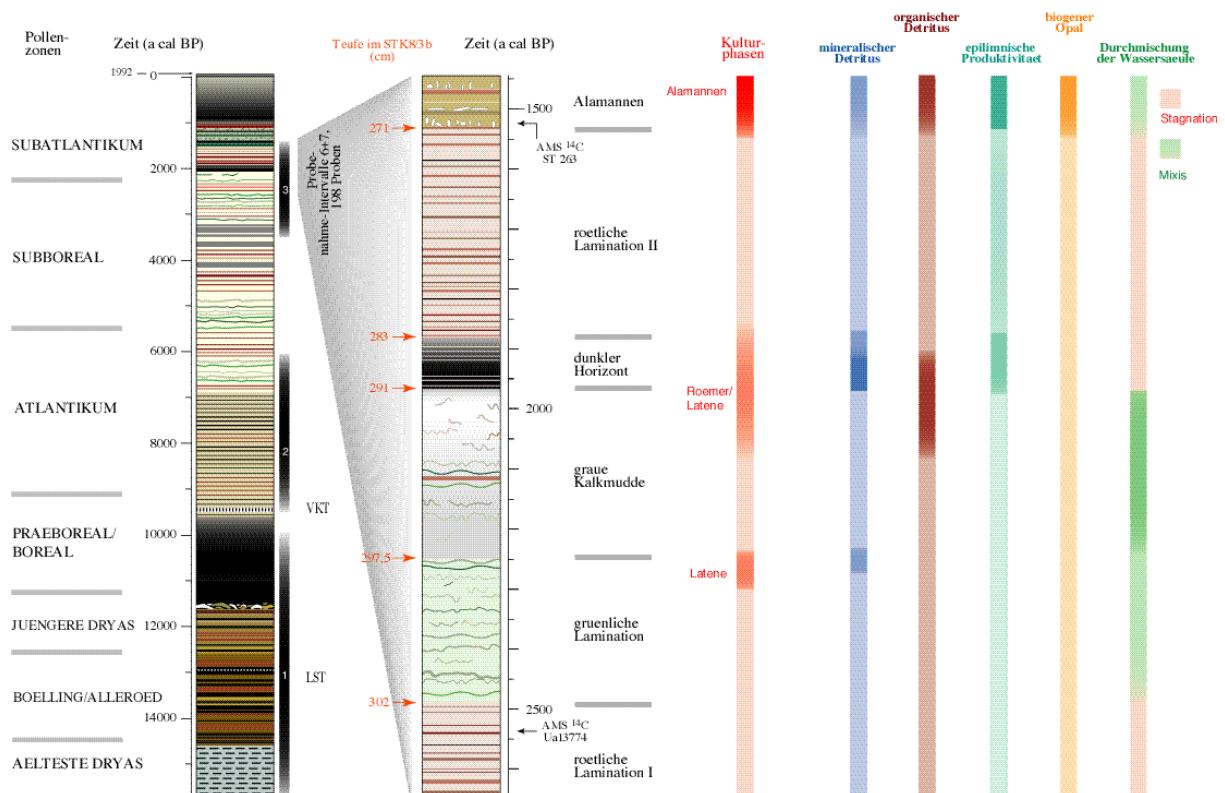 Pollen-
zonen
Zeit (a cal BP)
1992
0
2000
4000
6000
8000
10000
12000
14000
SUBATLANTIKUM
SUBBOREAL
ATLANTIKUM
PRAEBOREAL/
BOREAL
JUENGERE DRYAS
BOELLING/ALLEROED
AELTESTE DRYAS
3
2
1
VKT
LST
Probe-
nahme-Intervalle 6+7,
198 Proben
Teufe im STK8/3b
(cm)
271
283
291
297,5
302
Zeit (a cal BP)
1500
2000
2500
AMS 14C
ST 263
AMS 14C
Ua13774
Alamannen
roetliche
Lamination II
dunkler
Horizont
graue
Kalkmudde
gruenliche
Lamination
roetliche
Lamination I
Kultur-
phasen
Alamannen
Roemer/
Latene
Latene
mineralischer
Detritus
organischer
Detritus
epilimnische
Produktivitaet
biogener
Opal
Durchmischung
der Wassersaeule
Stagnation
Mixis